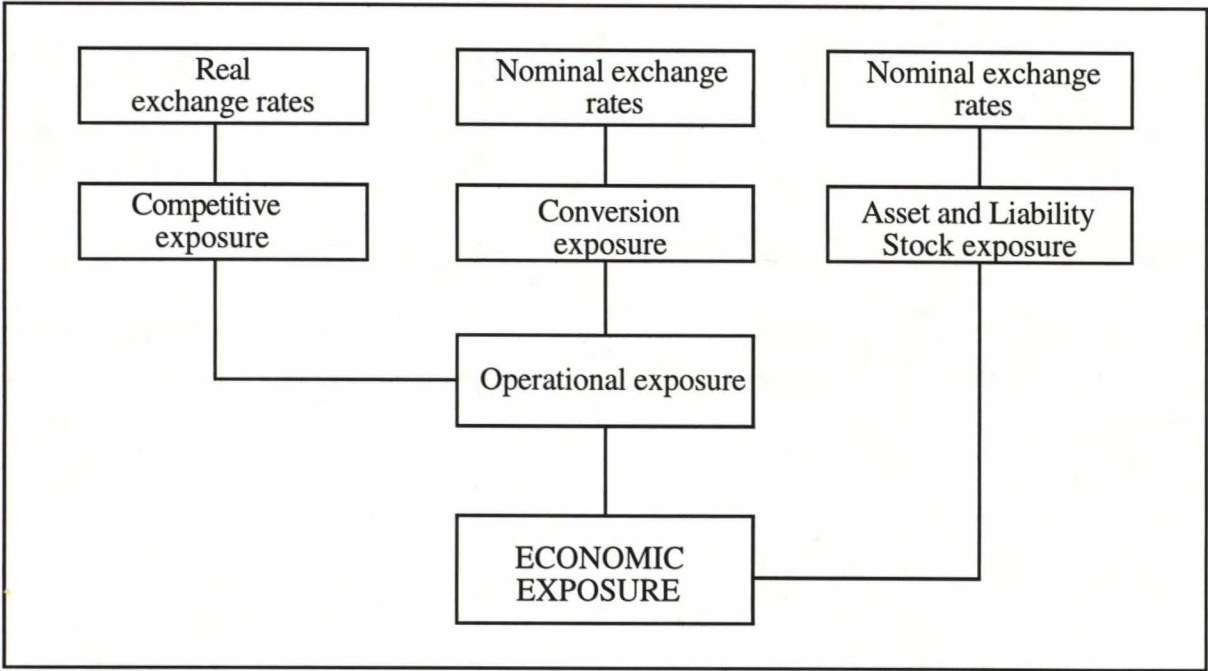 Real
exchange rates
Nominal exchange
rates
Nominal exchange
rates
Competitive
exposure
Conversion
exposure
Asset and Liability
Stock exposure
Operational exposure
ECONOMIC
EXPOSURE